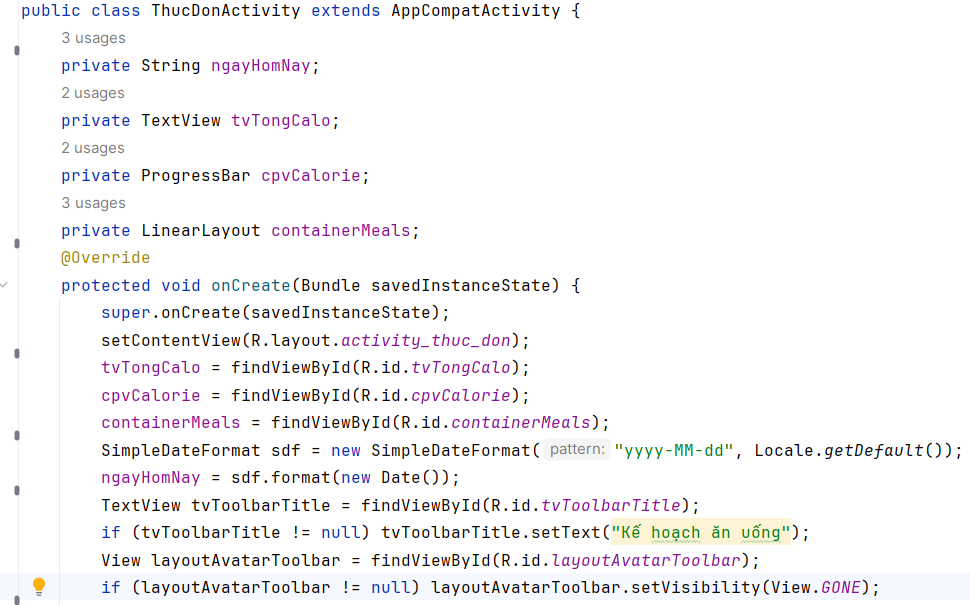 public class ThucDonActivity extends AppCompatActivity {
3 usages
private String ngayHomNay;
2 usages
private TextView tvTongCalo;
2 usages
private ProgressBar cpvCalorie;
3 usages
private LinearLayout containerMeals;
@Override
protected void onCreate(Bundle savedInstanceState) {
super.onCreate(savedInstanceState);
setContentView(R.layout.activity_thuc_don);
tvTongCalo = findViewById(R.id.tvTongCalo);
cpvCalorie = findViewById(R.id.cpvCalorie);
containerMeals = findViewById(R.id.containerMeals);
SimpleDateFormat sdf = new SimpleDateFormat( pattern: "yyyy-MM-dd", Locale.getDefault());
ngayHomNay = sdf.format(new Date());
TextView tvToolbarTitle = findViewById(R.id.tvToolbarTitle);
if (tvToolbarTitle != null) tvToolbarTitle.setText("Kế hoạch ăn uống");
View layoutAvatarToolbar = findViewById(R.id.layoutAvatarToolbar);
if (layoutAvatarToolbar != null) layoutAvatarToolbar.setVisibility(View.GONE);